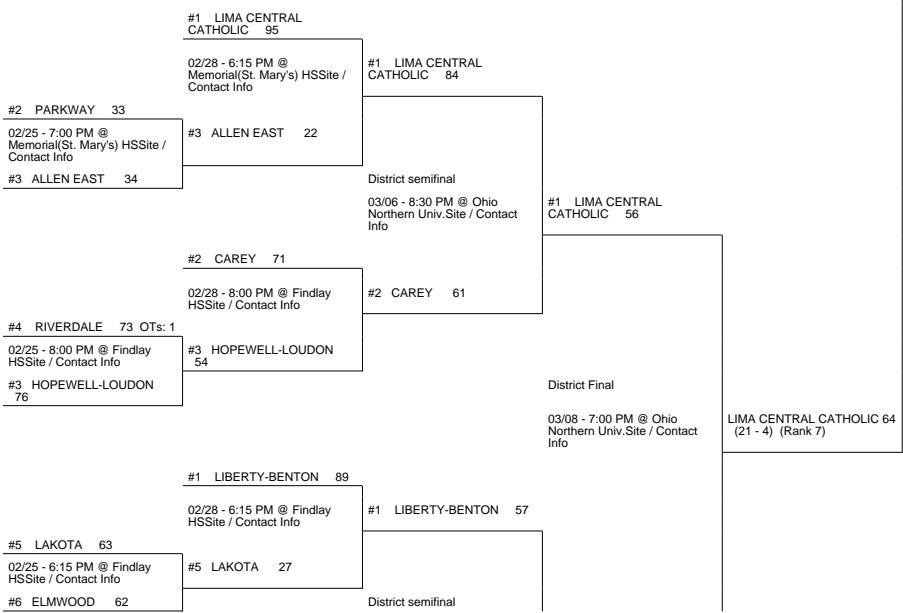 #1 LIMA CENTRAL
CATHOLIC 95
02/28 - 6:15 PM @
Memorial(St. Mary's) HSSite /
Contact Info
#1 LIMA CENTRAL
CATHOLIC 84
#2 PARKWAY 33
02/25 - 7:00 PM @
Memorial(St. Mary's) HSSite /
Contact Info
#3 ALLEN EAST 22
#3 ALLEN EAST 34
District semifinal
03/06 - 8:30 PM @ Ohio
Northern Univ.Site / Contact
Info
#1 LIMA CENTRAL
CATHOLIC 56
#2 CAREY 71
02/28 - 8:00 PM @ Findlay
HSSite / Contact Info
#2 CAREY 61
#4 RIVERDALE 73 OTs: 1
02/25 - 8:00 PM @ Findlay
HSSite / Contact Info
#3 HOPEWELL-LOUDON
54
#3 HOPEWELL-LOUDON
76
District Final
03/08 - 7:00 PM @ Ohio
Northern Univ.Site / Contact
Info
LIMA CENTRAL CATHOLIC 64
(21 - 4) (Rank 7)
#1 LIBERTY-BENTON 89
02/28 - 6:15 PM @ Findlay
HSSite / Contact Info
#1 LIBERTY-BENTON 57
#5 LAKOTA 63
02/25 - 6:15 PM @ Findlay
HSSite / Contact Info
#5 LAKOTA 27
#6 ELMWOOD 62
District semifinal